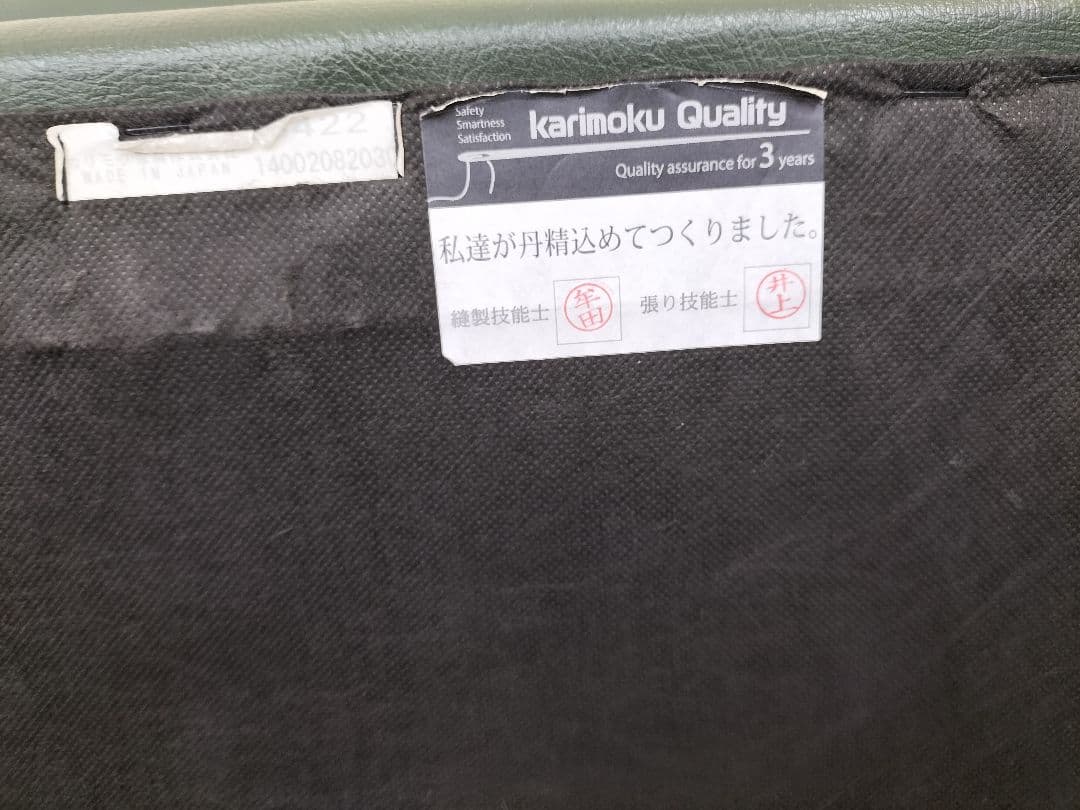 422
MADE IN JAPAN 14002082030
Safety
Smartness
Satisfaction
karimoku Quality
Quality assurance for 3 years
私達が丹精込めてつくりました。
縫製技能士 牟田 張り技能士 井上